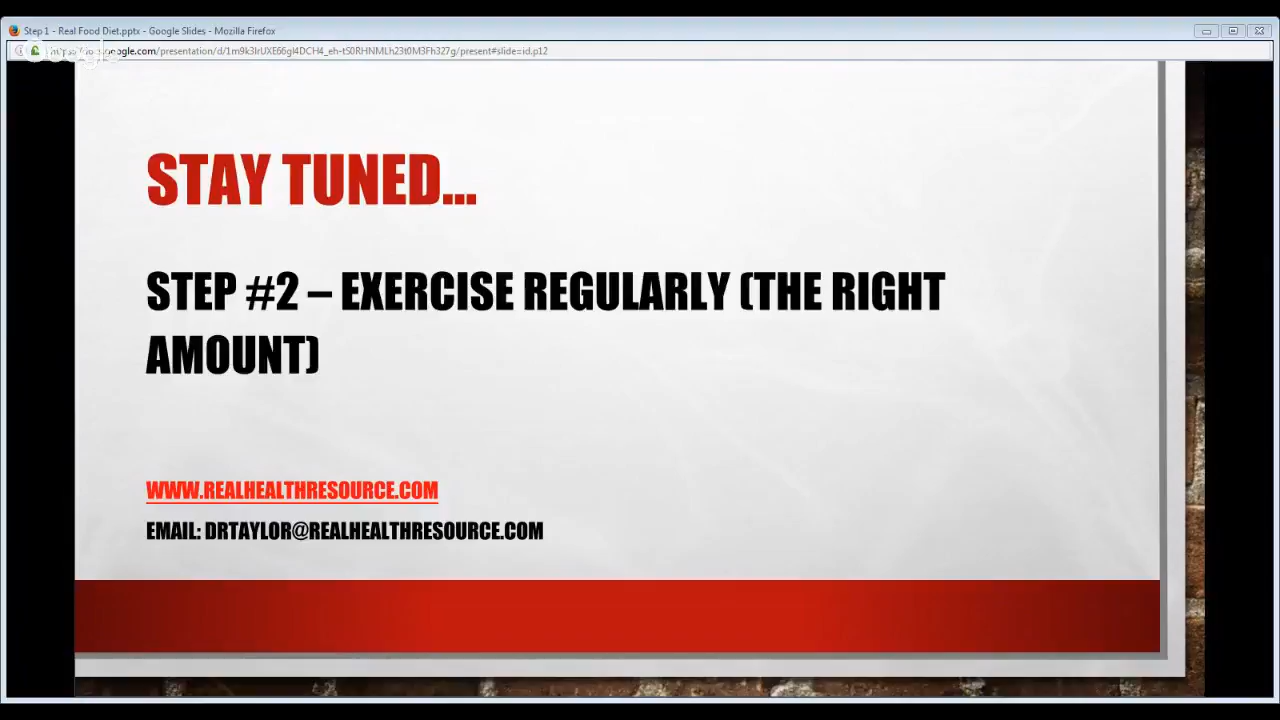 Step 1 - Real Food Diet.pptx - Google Slides - Mozilla Firefox
Google
STAY TUNED...
STEP #2 – EXERCISE REGULARLY (THE RIGHT
AMOUNT)
WWW.REALHEALTHRESOURCE.COM
EMAIL: DRTAYLOR@REALHEALTHRESOURCE.COM